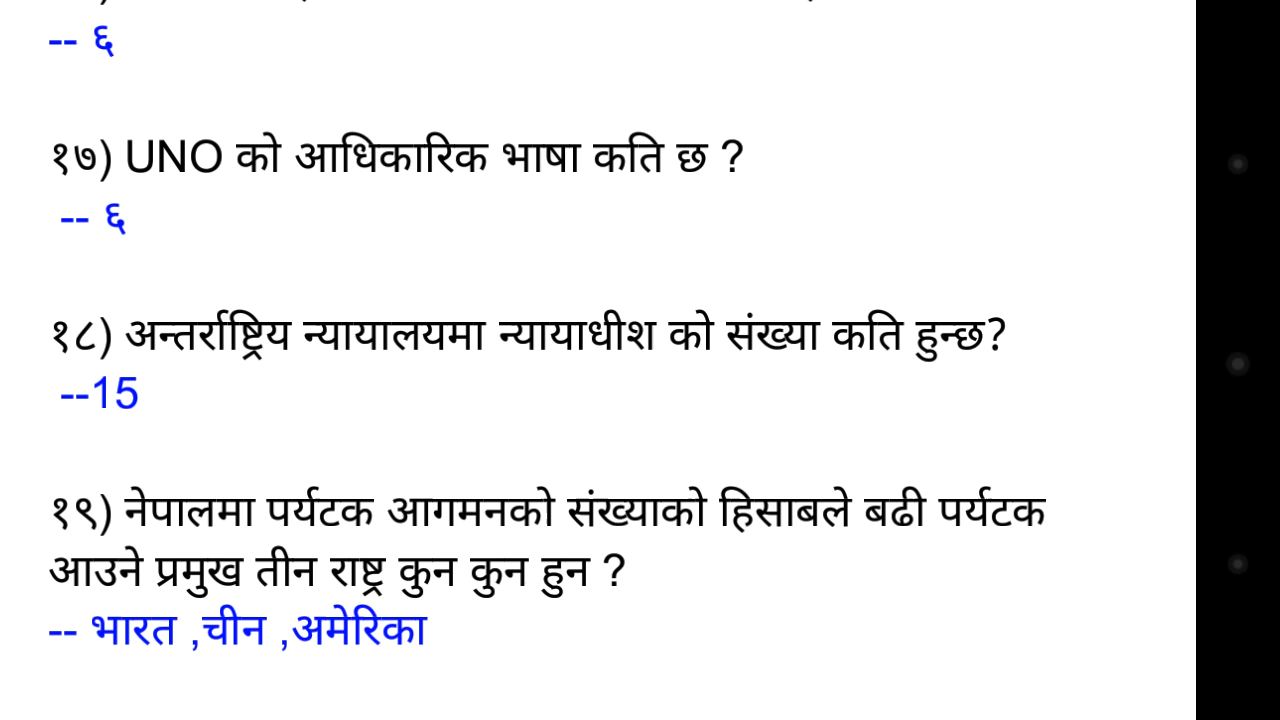 -- ६
१७) UNO को आधिकारिक भाषा कति छ ?
-- ६
१८) अन्तर्राष्ट्रिय न्यायालयमा न्यायाधीश को संख्या कति हुन्छ?
--15
१९) नेपालमा पर्यटक आगमनको संख्याको हिसाबले बढी पर्यटक
आउने प्रमुख तीन राष्ट्र कुन कुन हुन ?
-- भारत ,चीन ,अमेरिका